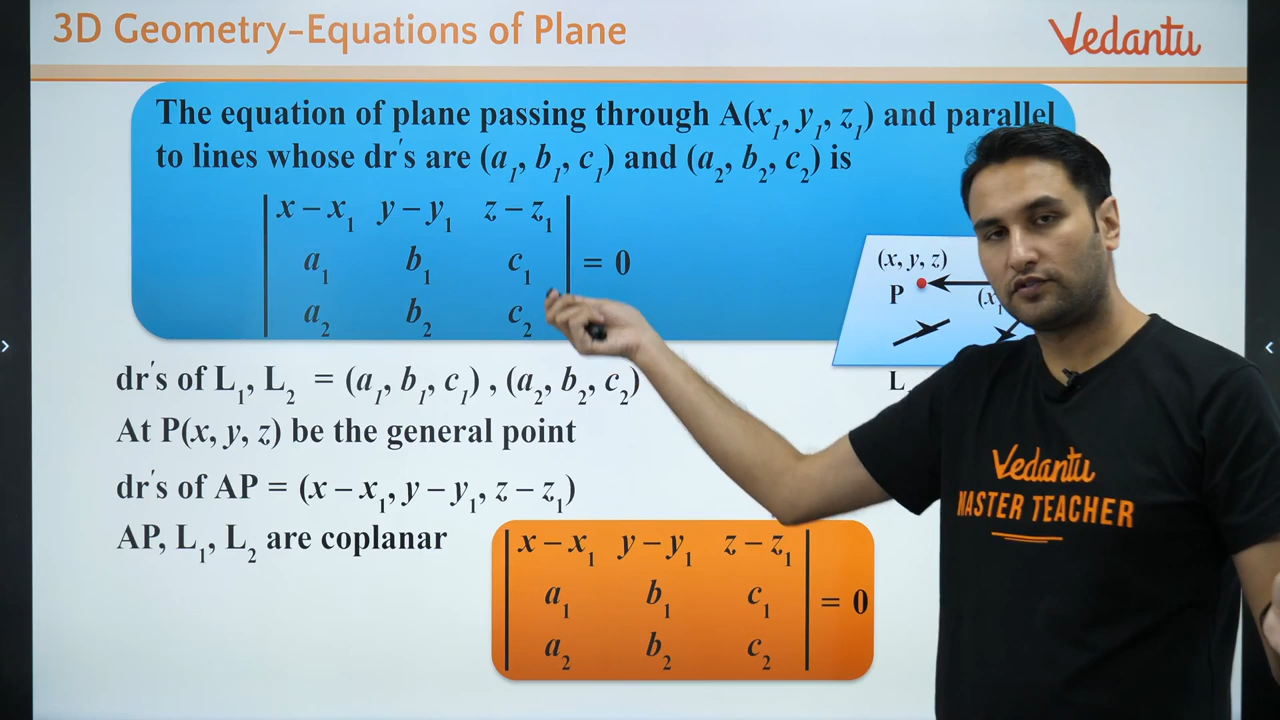 3D Geometry-Equations of Plane
Vedantu
The equation of plane passing through A(x₁, y₁, z₁) and parallel
to lines whose dr's are (a₁, b₁, c₁) and (a₂, b₂, c₂) is
x – x₁ y – y₁ z – z₁
a₁ b₁ c₁ = 0
a₂ b₂ c₂
(x, y, z)
P
(x₁
L
dr's of L₁, L₂ = (a₁, b₁, c₁) , (a₂, b₂, c₂)
At P(x, y, z) be the general point
dr's of AP = (x – x₁, y – y₁, z – z₁)
AP, L₁, L₂ are coplanar
x – x₁ y – y₁ z – z₁
a₁ b₁ c₁ = 0
a₂ b₂ c₂
Vedantu
MASTER TEACHER